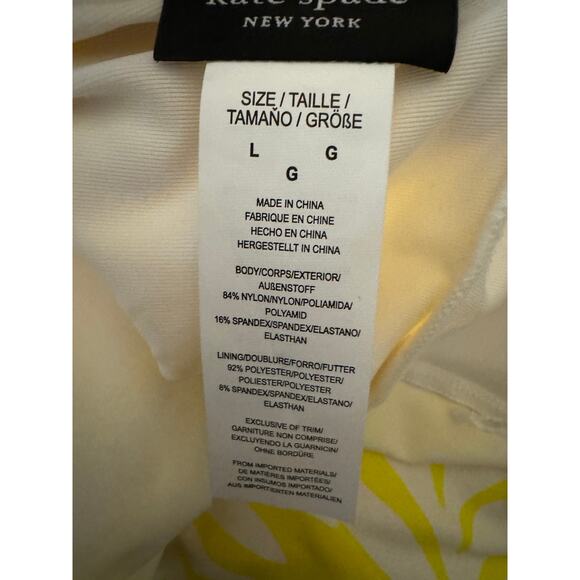 kate spade
NEW YORK
SIZE / TAILLE /
TAMAÑO / GRÖßE
L G
G
MADE IN CHINA
FABRIQUE EN CHINE
HECHO EN CHINA
HERGESTELLT IN CHINA
BODY/CORPS/EXTERIOR/
AUßENSTOFF
84% NYLON/NYLON/POLIAMIDA/
POLYAMID
16% SPANDEX/SPANDEX/ELASTANO/
ELASTHAN
LINING/DOUBLURE/FORRO/FUTTER
92% POLYESTER/POLYESTER/
POLIESTER/POLYESTER
8% SPANDEX/SPANDEX/ELASTANO/
ELASTHAN
EXCLUSIVE OF TRIM/
GARNITURE NON COMPRISE/
EXCLUYENDO LA GUARNICIN/
OHNE BORDÜRE
FROM IMPORTED MATERIALS/
DE MATIÈRES IMPORTÉES/
CON INSUMOS IMPORTADO/
AUS IMPORTIERTEN MATERIALIEN